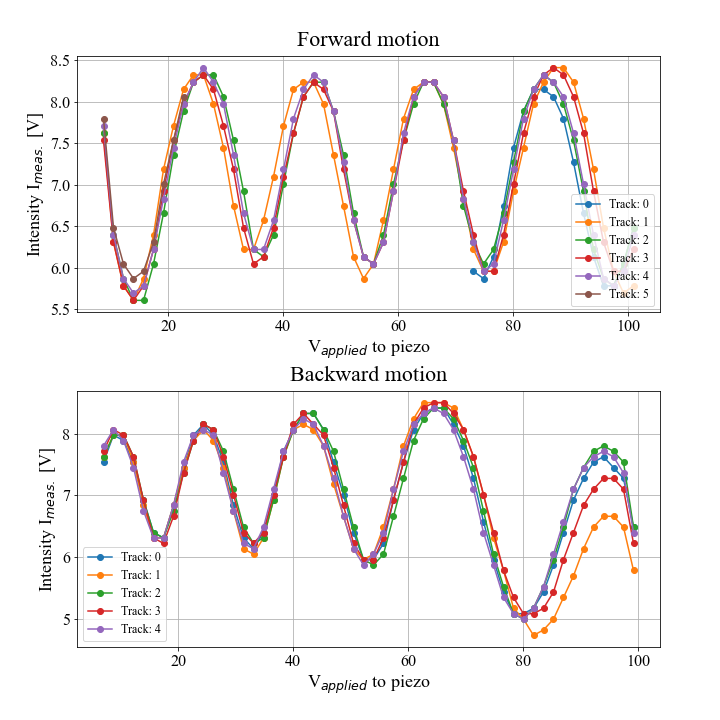 Forward motion
8.5
8.0
7.5
7.0
6.5
6.0
5.5
Intensity I_meas. [V]
20
40
60
80
100
V_applied to piezo
Track: 0
Track: 1
Track: 2
Track: 3
Track: 4
Track: 5
Backward motion
8
7
6
5
Intensity I_meas. [V]
Track: 0
Track: 1
Track: 2
Track: 3
Track: 4
20
40
60
80
100
V_applied to piezo